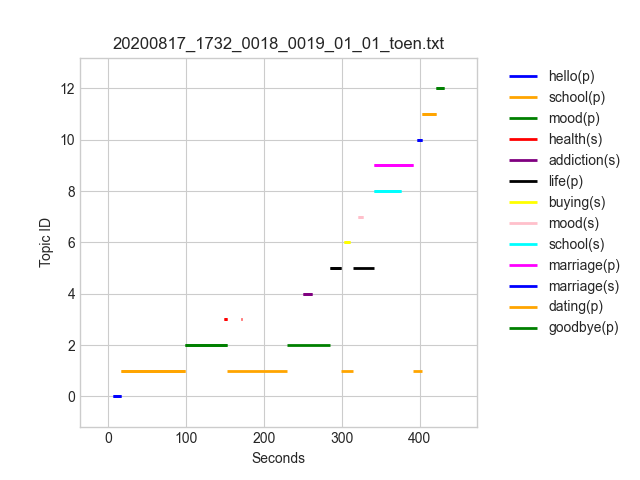 20200817_1732_0018_0019_01_01_toen.txt
12
10
8
6
4
2
0
Topic ID
0 100 200 300 400
Seconds
hello(p)
school(p)
mood(p)
health(s)
addiction(s)
life(p)
buying(s)
mood(s)
school(s)
marriage(p)
marriage(s)
dating(p)
goodbye(p)